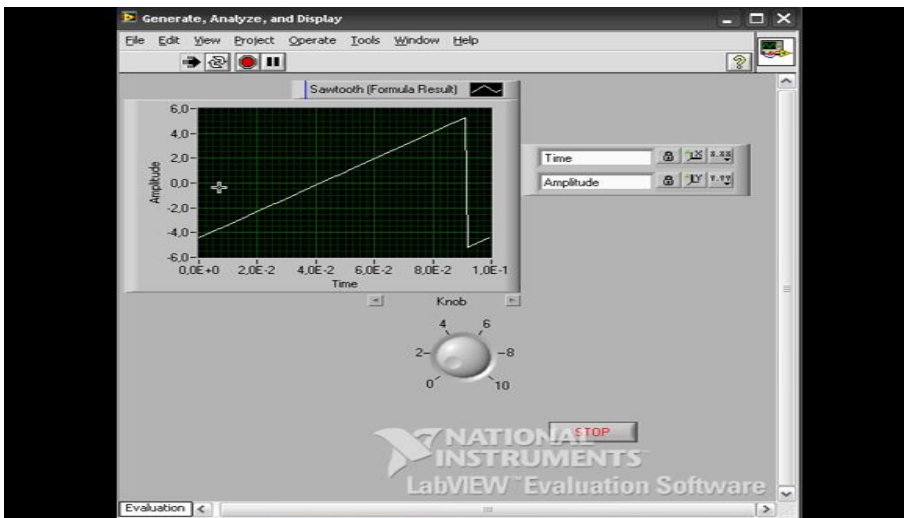 Generate, Analyze, and Display
File Edit View Project Operate Tools Window Help
Sawtooth (Formula Result)
6,0
4,0
2,0
0,0
-2,0
-4,0
-6,0
Amplitude
0,0E+0 2,0E-2 4,0E-2 6,0E-2 8,0E-2 1,0E-1
Time
Time
Amplitude
Knob
4 6
2 8
0 10
STOP
NATIONAL
INSTRUMENTS
LabVIEW™ Evaluation Software
Evaluation